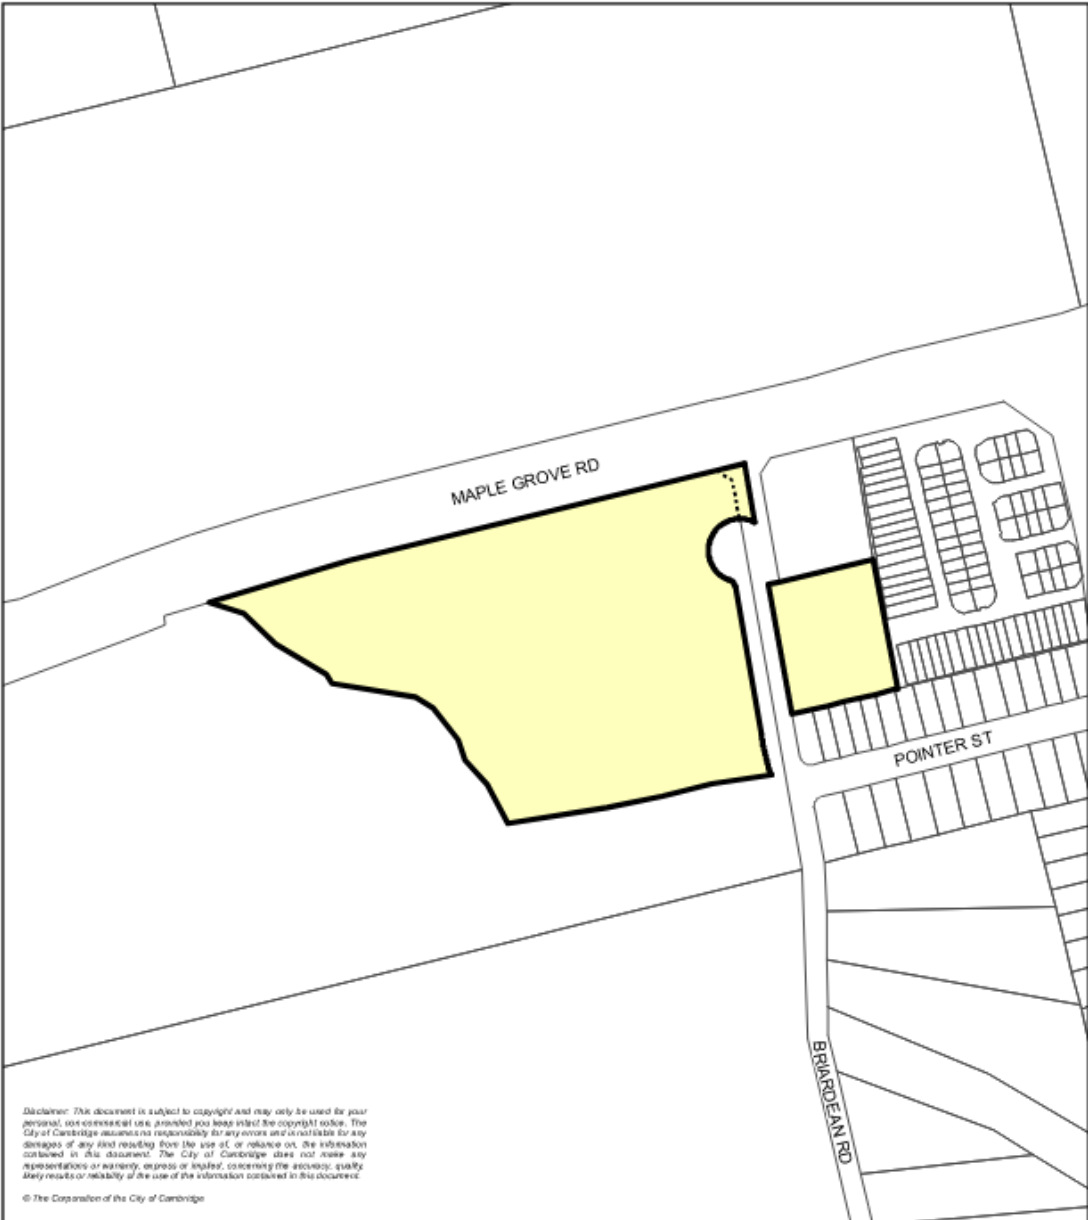 MAPLE GROVE RD
POINTER ST
BRIARDEAN RD
Disclaimer: This document is subject to copyright and may only be used for your
personal, non-commercial use, provided you keep intact the copyright notice. The
City of Cambridge assumes no responsibility for any errors and is not liable for any
damages of any kind resulting from the use of, or reliance on, the information
contained in this document. The City of Cambridge does not make any
representations or warranty, express or implied, concerning the accuracy, quality,
likely results or reliability of the use of the information contained in this document.
© The Corporation of the City of Cambridge